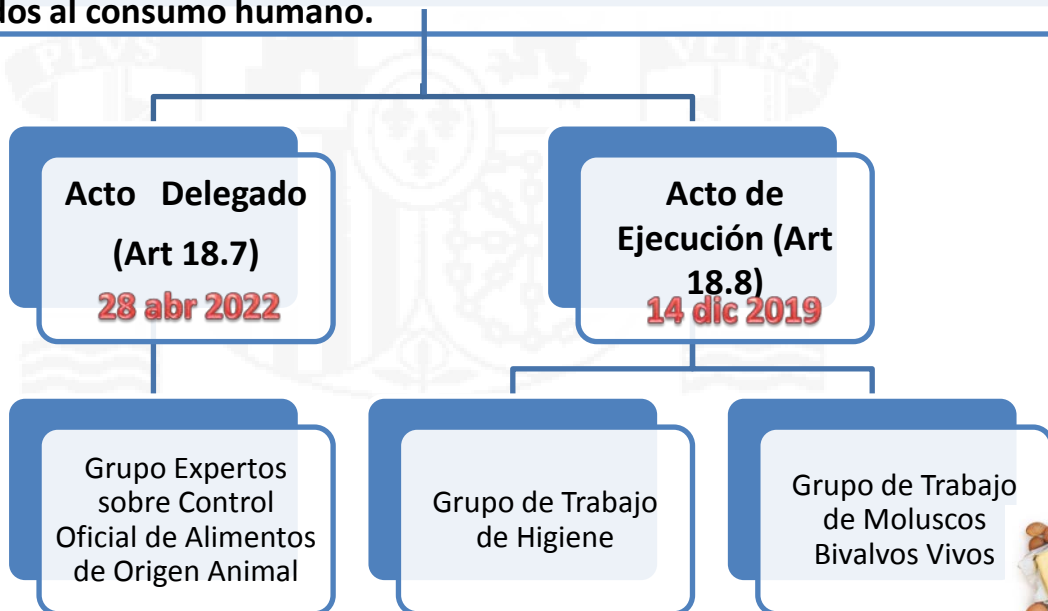 dos al consumo humano.
PLVS
VLTRA
Acto Delegado
(Art 18.7)
28 abr 2022
Acto de
Ejecución (Art
18.8)
14 dic 2019
Grupo Expertos
sobre Control
Oficial de Alimentos
de Origen Animal
Grupo de Trabajo
de Higiene
Grupo de Trabajo
de Moluscos
Bivalvos Vivos